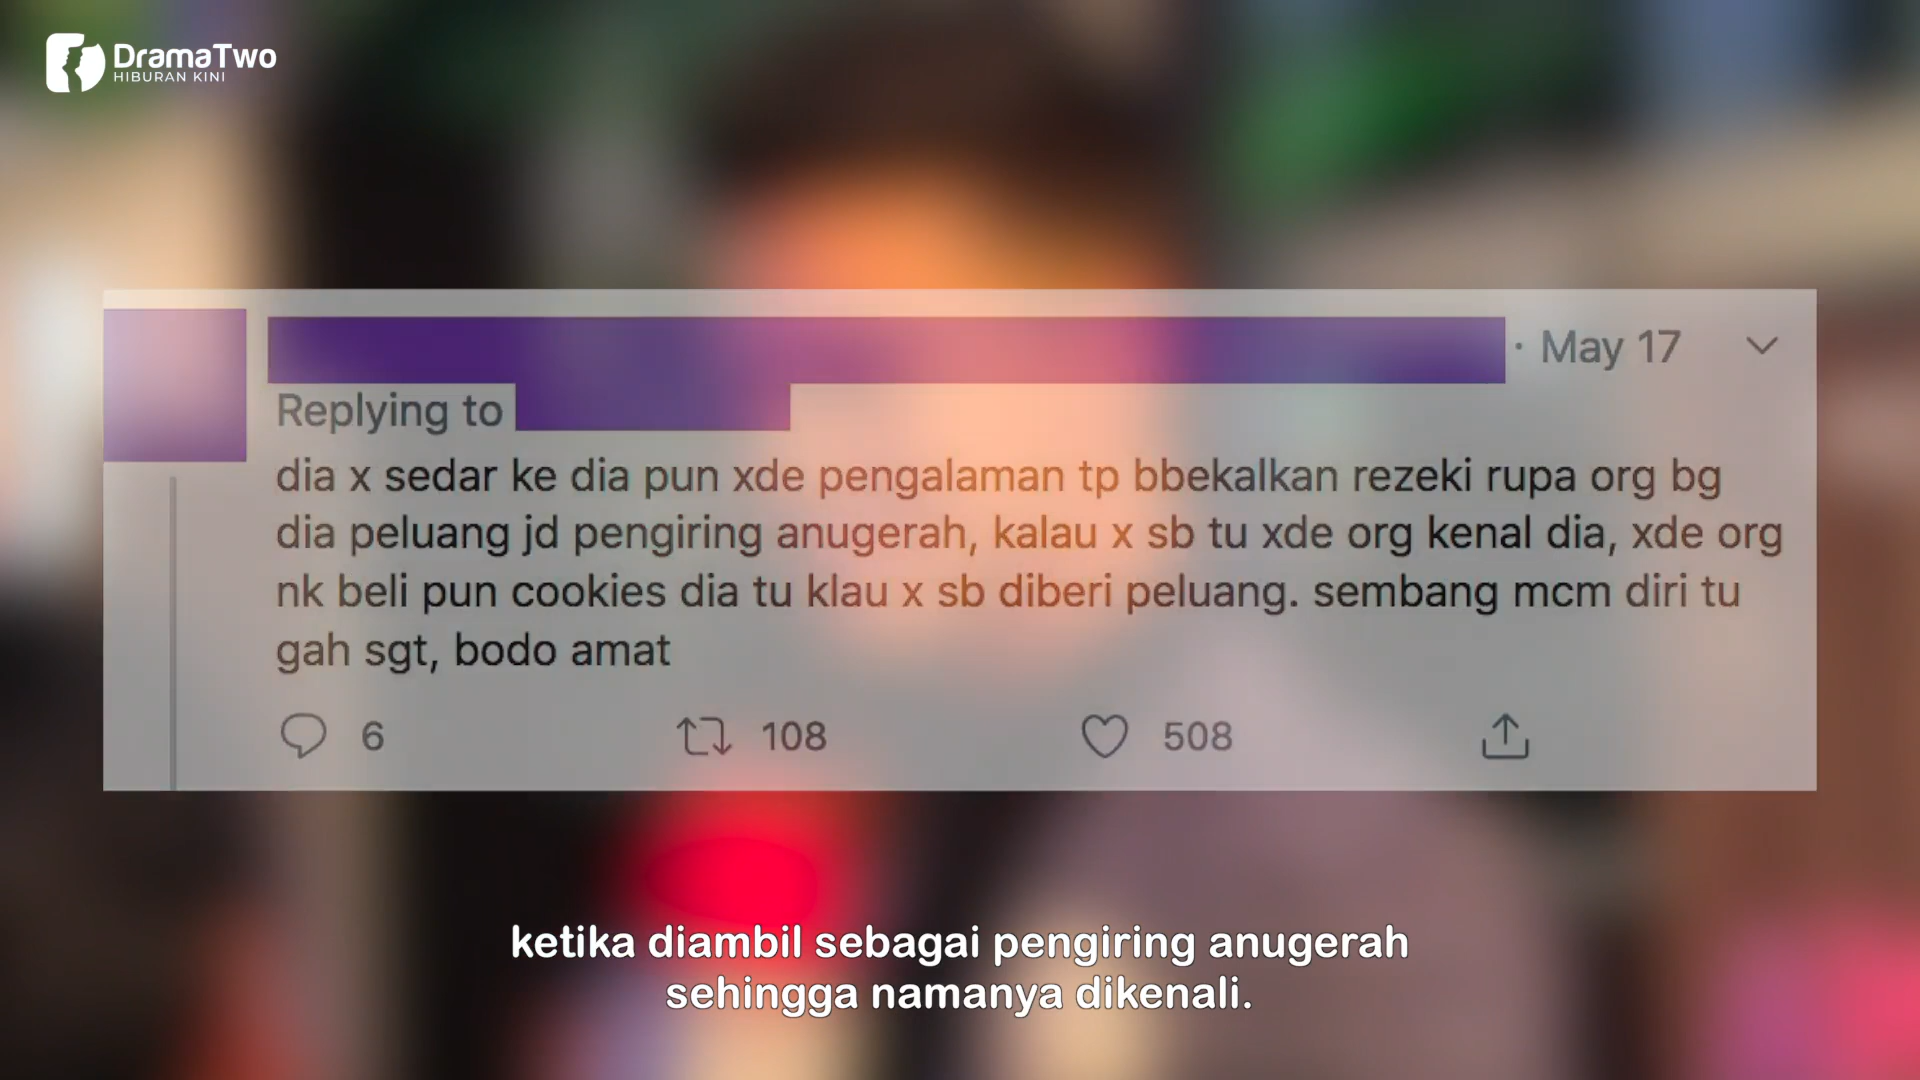 DramaTwo
HIBURAN KINI
· May 17
Replying to
dia x sedar ke dia pun xde pengalaman tp bbekalkan rezeki rupa org bg
dia peluang jd pengiring anugerah, kalau x sb tu xde org kenal dia, xde org
nk beli pun cookies dia tu klau x sb diberi peluang. sembang mcm diri tu
gah sgt, bodo amat
6 108 508
ketika diambil sebagai pengiring anugerah
sehingga namanya dikenali.